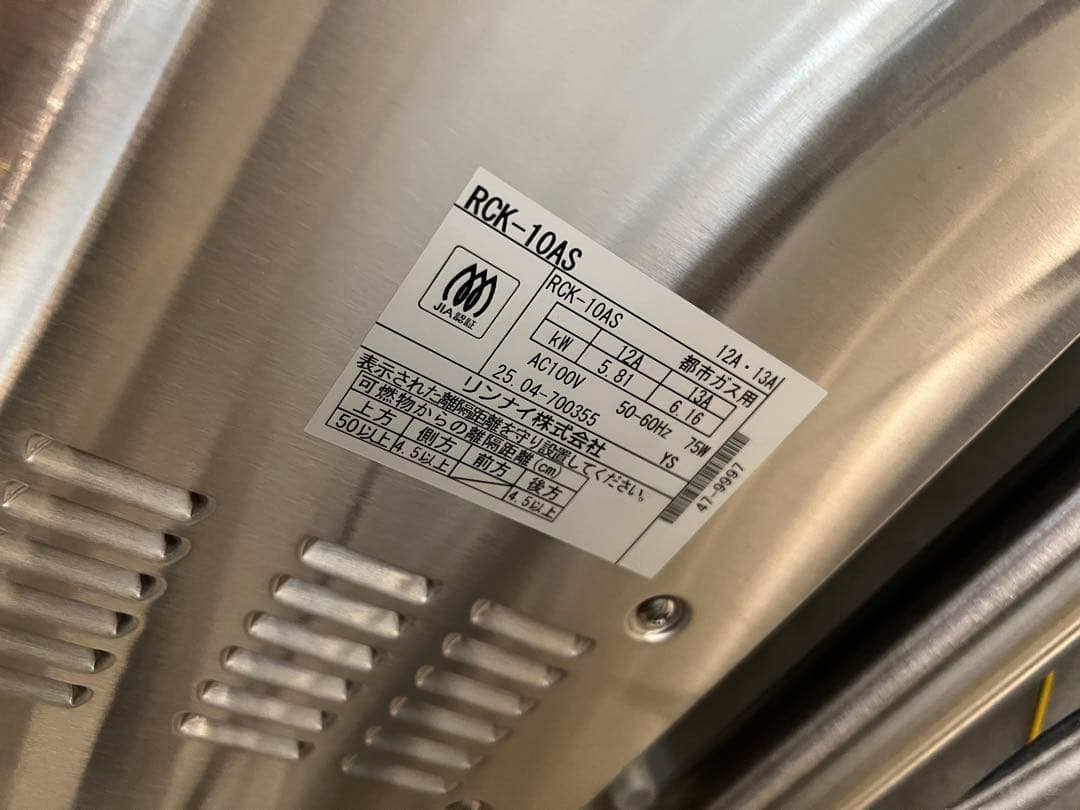 RCK-10AS
JIA認証
RCK-10AS 12A・13A
都市ガス用
12A 13A
kW 5.81 6.16
AC100V 50-60Hz 75W
25.04-700355 YS
リンナイ株式会社
47-9997
表示された離隔距離を守り設置してください。
可燃物からの離隔距離(cm)
上方 側方 前方 後方
50以上 4.5以上 4.5以上